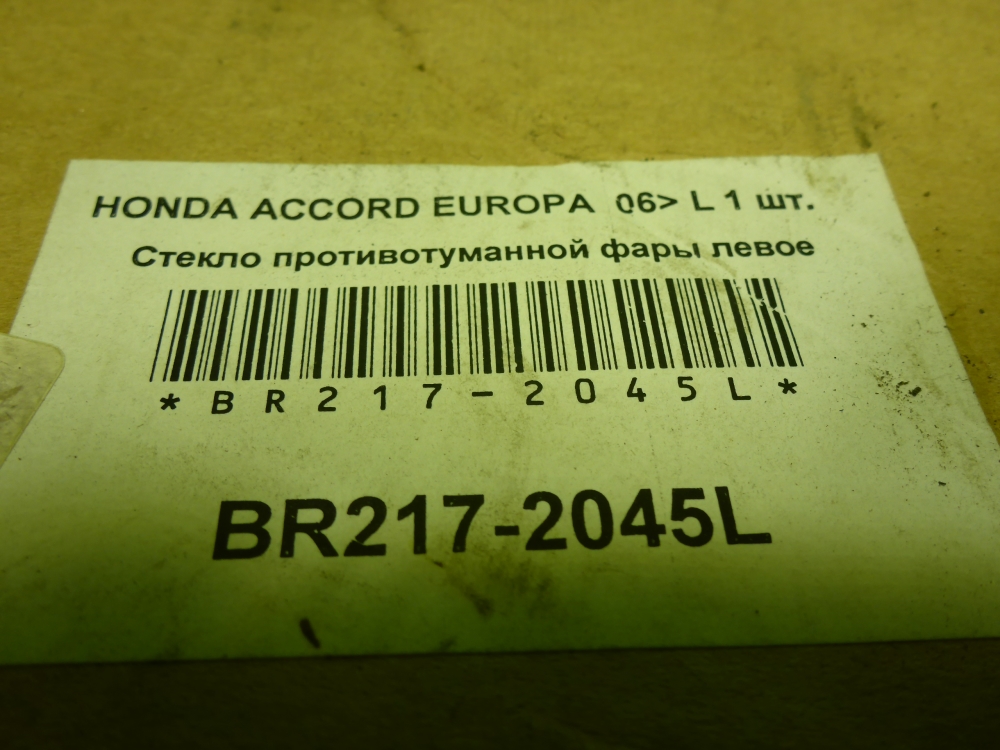 HONDA ACCORD EUROPA 06> L 1 шт.
Стекло противотуманной фары левое
*BR217-2045L*
BR217-2045L